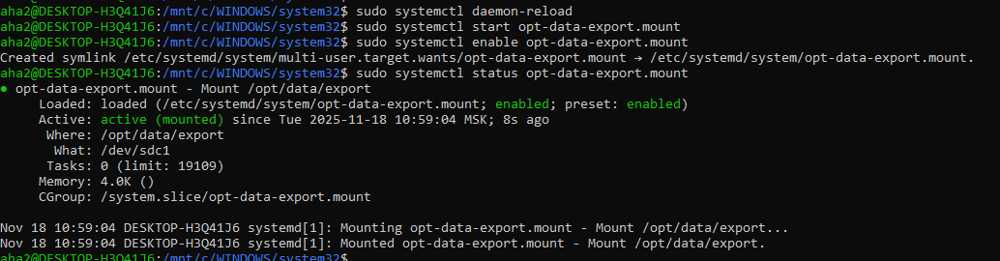 aha2@DESKTOP-H3Q41J6:/mnt/c/WINDOWS/system32$ sudo systemctl daemon-reload
aha2@DESKTOP-H3Q41J6:/mnt/c/WINDOWS/system32$ sudo systemctl start opt-data-export.mount
aha2@DESKTOP-H3Q41J6:/mnt/c/WINDOWS/system32$ sudo systemctl enable opt-data-export.mount
Created symlink /etc/systemd/system/multi-user.target.wants/opt-data-export.mount → /etc/systemd/system/opt-data-export.mount.
aha2@DESKTOP-H3Q41J6:/mnt/c/WINDOWS/system32$ sudo systemctl status opt-data-export.mount
● opt-data-export.mount - Mount /opt/data/export
Loaded: loaded (/etc/systemd/system/opt-data-export.mount; enabled; preset: enabled)
Active: active (mounted) since Tue 2025-11-18 10:59:04 MSK; 8s ago
Where: /opt/data/export
What: /dev/sdc1
Tasks: 0 (limit: 19109)
Memory: 4.0K ()
CGroup: /system.slice/opt-data-export.mount
Nov 18 10:59:04 DESKTOP-H3Q41J6 systemd[1]: Mounting opt-data-export.mount - Mount /opt/data/export...
Nov 18 10:59:04 DESKTOP-H3Q41J6 systemd[1]: Mounted opt-data-export.mount - Mount /opt/data/export.
aha2@DESKTOP-H3Q41J6:/mnt/c/WINDOWS/system32$